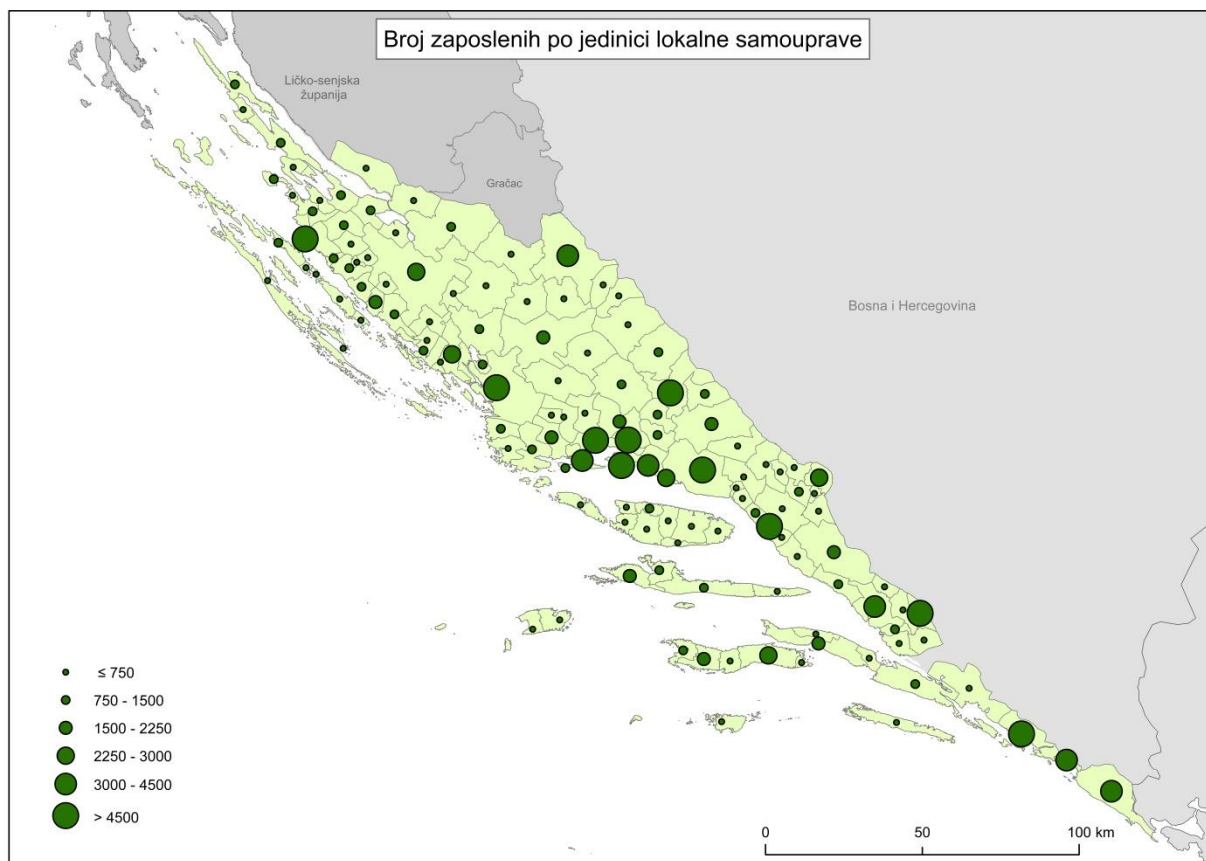 Broj zaposlenih po jedinici lokalne samouprave
Ličko-senjska
županija
Gračac
Bosna i Hercegovina
≤ 750
750 - 1500
1500 - 2250
2250 - 3000
3000 - 4500
> 4500
0 50 100 km